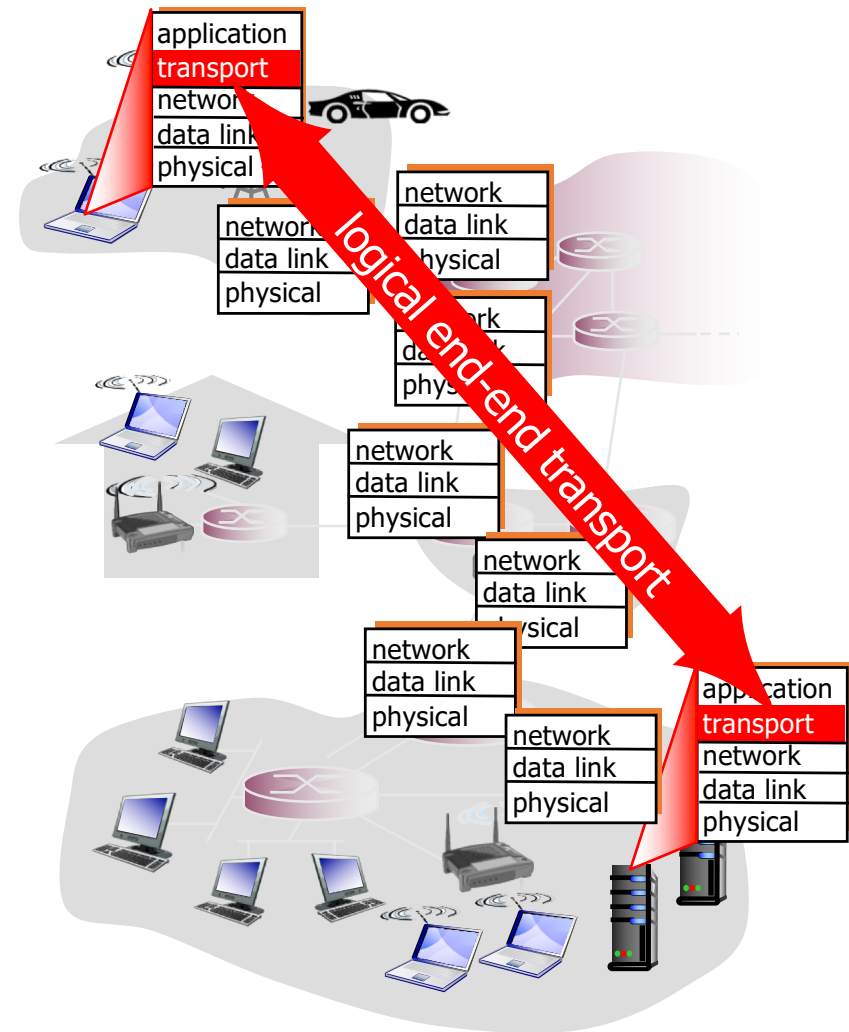 application
transport
network
data link
physical
network
data link
physical
network
data link
physical
logical end-end transport
network
data link
physical
network
data link
physical
network
data link
physical
network
data link
physical
application
transport
network
data link
physical